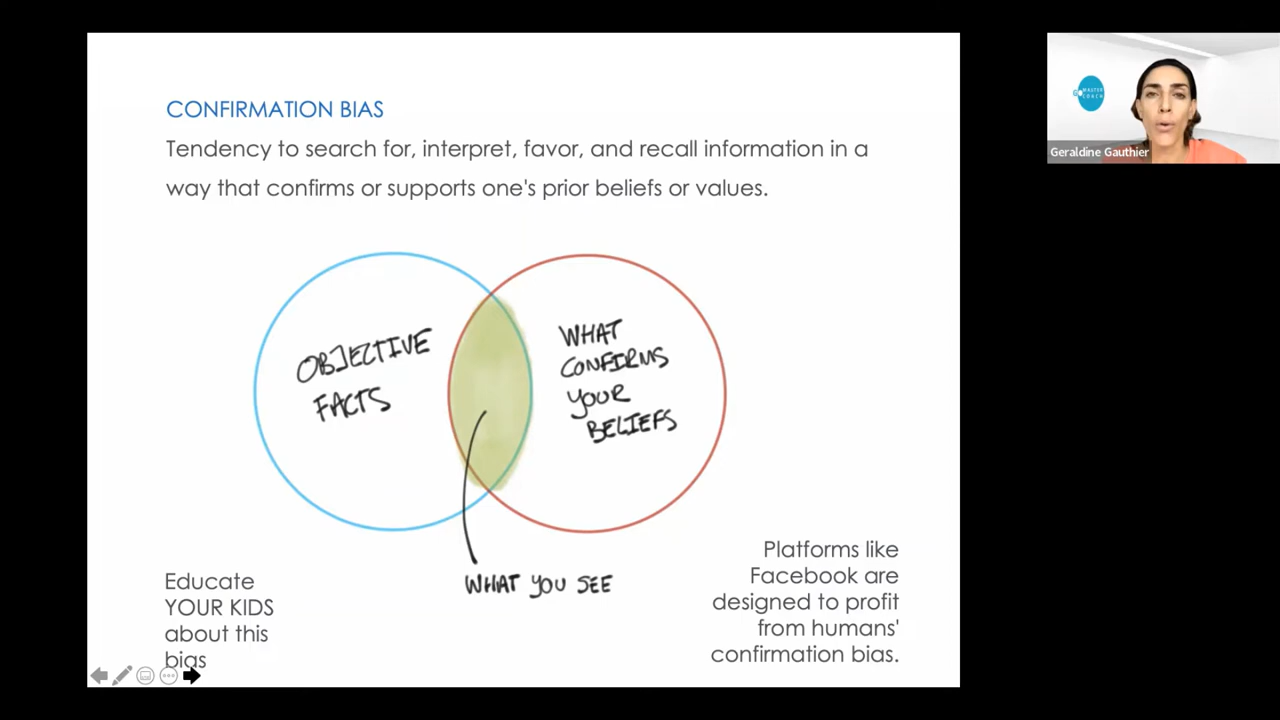 CONFIRMATION BIAS
Tendency to search for, interpret, favor, and recall information in a
way that confirms or supports one's prior beliefs or values.
OBJECTIVE
FACTS
WHAT
CONFIRMS
YOUR
BELIEFS
WHAT YOU SEE
Educate
YOUR KIDS
about this
bias
Platforms like
Facebook are
designed to profit
from humans'
confirmation bias.
MASTER
COACH
Geraldine Gauthier